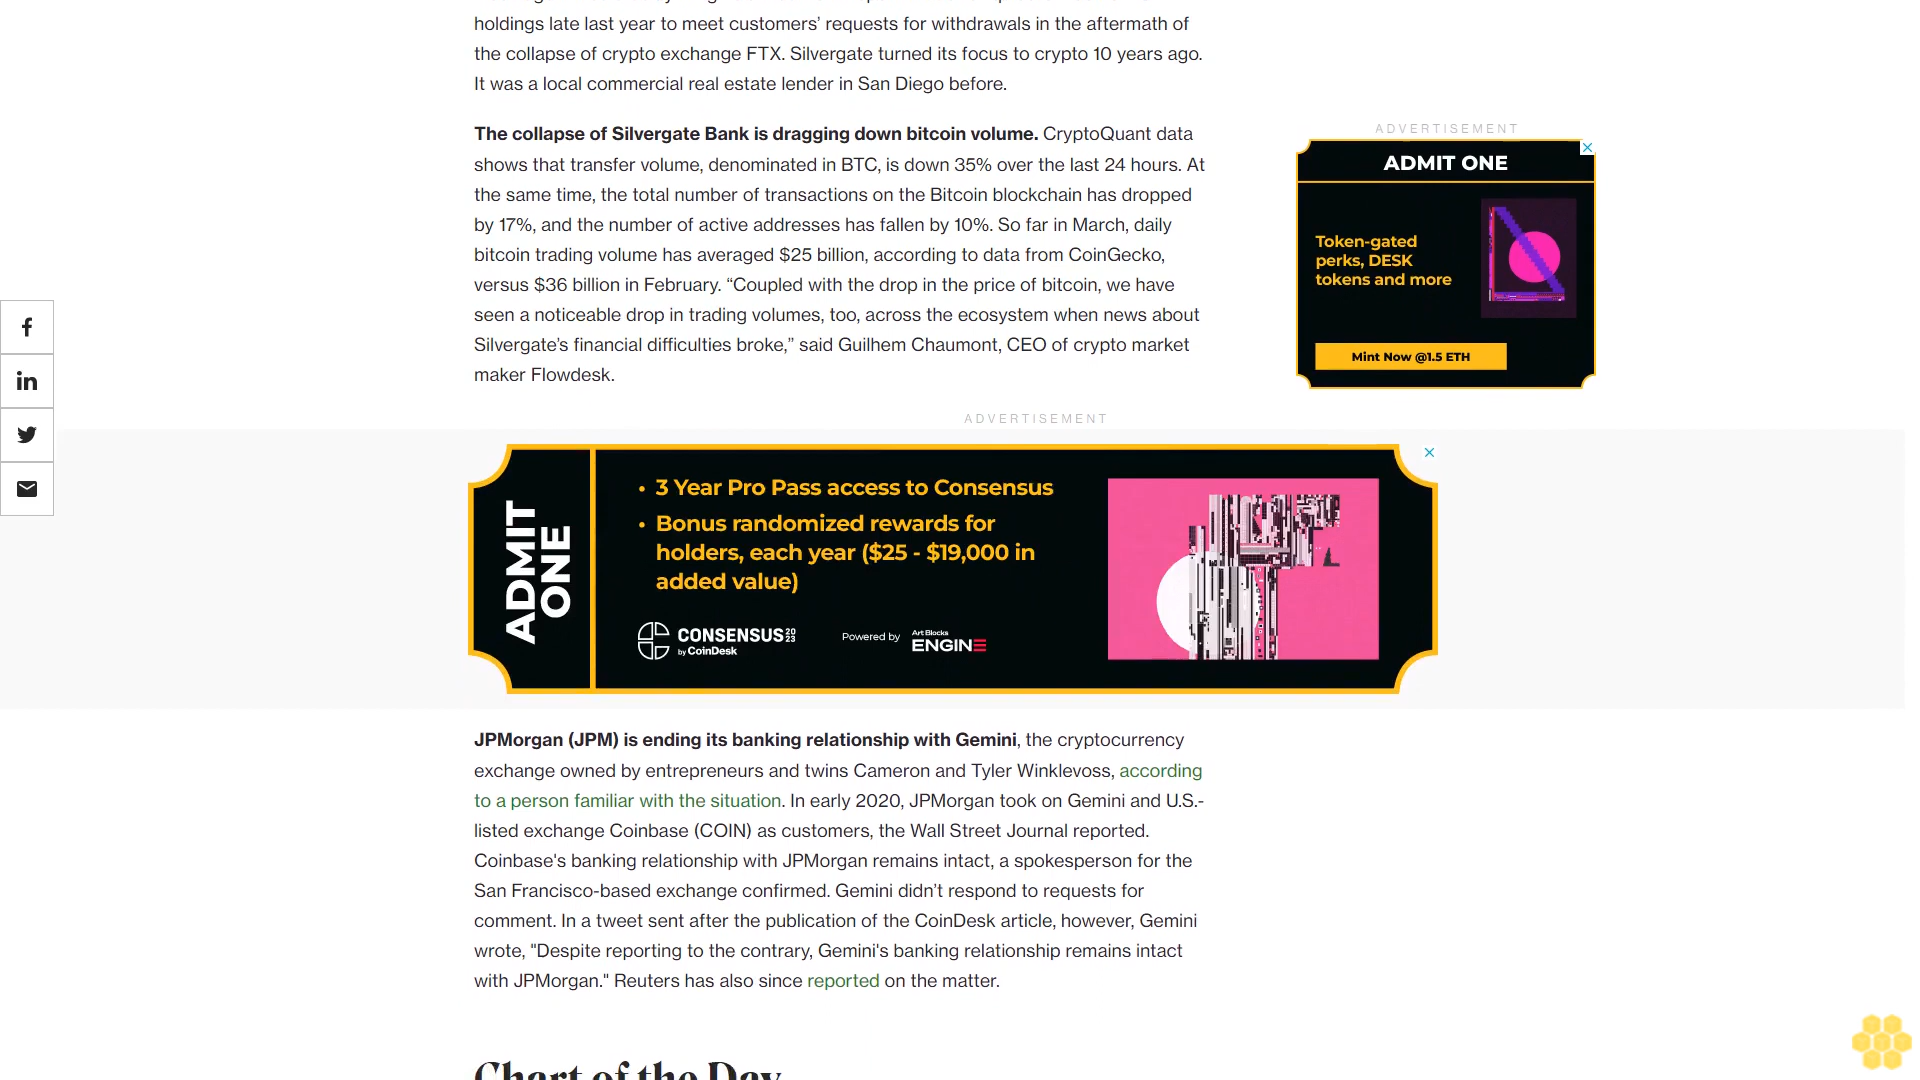 holdings late last year to meet customers’ requests for withdrawals in the aftermath of
the collapse of crypto exchange FTX. Silvergate turned its focus to crypto 10 years ago.
It was a local commercial real estate lender in San Diego before.
The collapse of Silvergate Bank is dragging down bitcoin volume. CryptoQuant data
shows that transfer volume, denominated in BTC, is down 35% over the last 24 hours. At
the same time, the total number of transactions on the Bitcoin blockchain has dropped
by 17%, and the number of active addresses has fallen by 10%. So far in March, daily
bitcoin trading volume has averaged $25 billion, according to data from CoinGecko,
versus $36 billion in February. “Coupled with the drop in the price of bitcoin, we have
seen a noticeable drop in trading volumes, too, across the ecosystem when news about
Silvergate’s financial difficulties broke,” said Guilhem Chaumont, CEO of crypto market
maker Flowdesk.
ADVERTISEMENT
ADMIT ONE
Token-gated
perks, DESK
tokens and more
Mint Now @1.5 ETH
ADVERTISEMENT
ADMIT
ONE
• 3 Year Pro Pass access to Consensus
• Bonus randomized rewards for
holders, each year ($25 - $19,000 in
added value)
CONSENSUS 2023
by CoinDesk
Powered by
Art Blocks
ENGINE
JPMorgan (JPM) is ending its banking relationship with Gemini, the cryptocurrency
exchange owned by entrepreneurs and twins Cameron and Tyler Winklevoss, according
to a person familiar with the situation. In early 2020, JPMorgan took on Gemini and U.S.-
listed exchange Coinbase (COIN) as customers, the Wall Street Journal reported.
Coinbase's banking relationship with JPMorgan remains intact, a spokesperson for the
San Francisco-based exchange confirmed. Gemini didn’t respond to requests for
comment. In a tweet sent after the publication of the CoinDesk article, however, Gemini
wrote, "Despite reporting to the contrary, Gemini's banking relationship remains intact
with JPMorgan." Reuters has also since reported on the matter.
Chart of the Day